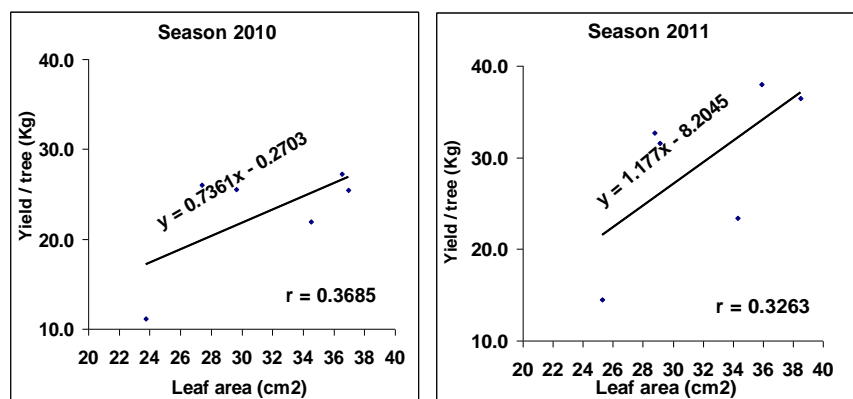 Season 2010
Yield / tree (Kg)
40.0
30.0
20.0
10.0
y = 0.7361x - 0.2703
r = 0.3685
20 22 24 26 28 30 32 34 36 38 40
Leaf area (cm2)
Season 2011
Yield / tree (Kg)
40.0
30.0
20.0
10.0
y = 1.177x - 8.2045
r = 0.3263
20 22 24 26 28 30 32 34 36 38 40
Leaf area (cm2)